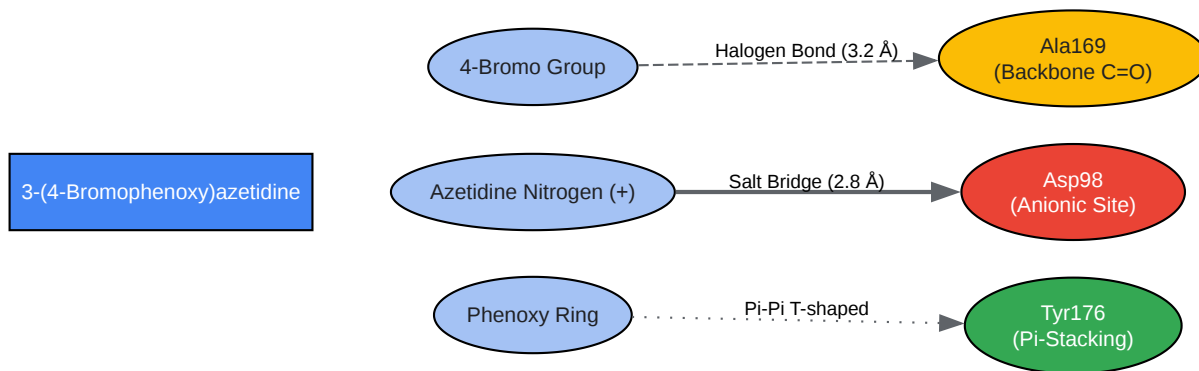 4-Bromo Group
Halogen Bond (3.2 Å)
Ala169
(Backbone C=O)
3-(4-Bromophenoxy)azetidine
Azetidine Nitrogen (+)
Salt Bridge (2.8 Å)
Asp98
(Anionic Site)
Phenoxy Ring
Pi-Pi T-shaped
Tyr176
(Pi-Stacking)